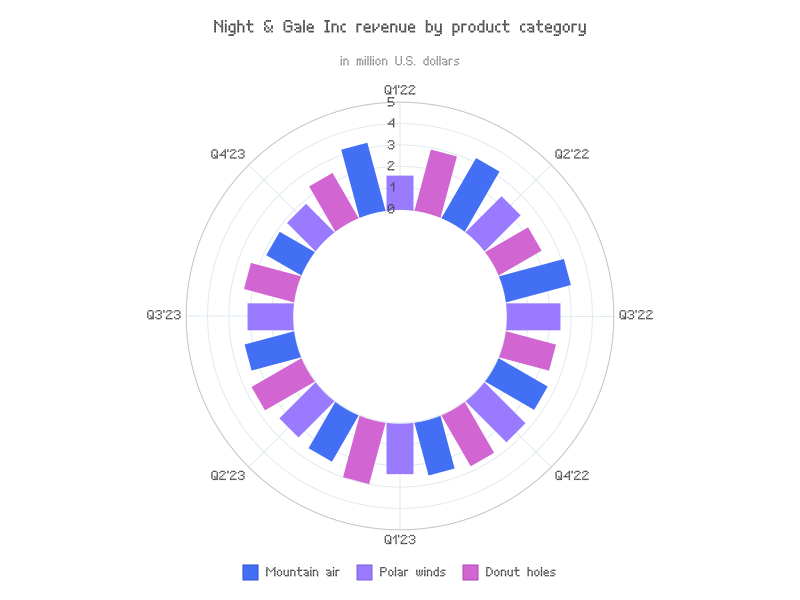 Night & Gale Inc revenue by product category
in million U.S. dollars
Q1'22
5
4
3
2
1
0
Q4'23
Q2'22
Q3'23
Q3'22
Q2'23
Q4'22
Q1'23
Mountain air
Polar winds
Donut holes